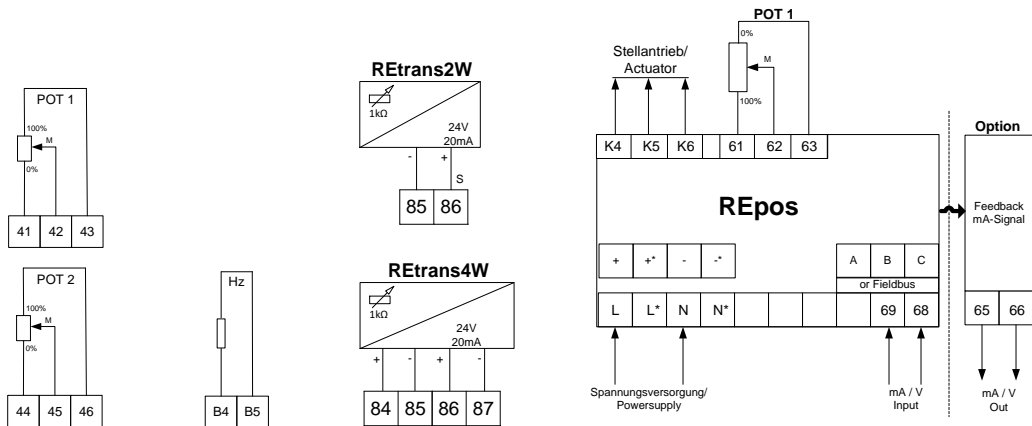 POT 1
100%
M
0%
41 42 43
POT 2
100%
M
0%
44 45 46
Hz
B4 B5
REtrans2W
1kΩ
24V
20mA
- +
S
85 86
REtrans4W
1kΩ
24V
20mA
+ - + -
84 85 86 87
POT 1
0%
M
100%
Stellantrieb/
Actuator
K4 K5 K6 61 62 63
REpos
+ +* - -*
A B C
or Fieldbus
L L* N N* 69 68
Spannungsversorgung/
Powersupply
mA / V
Input
Option
Feedback
mA-Signal
65 66
mA / V
Out